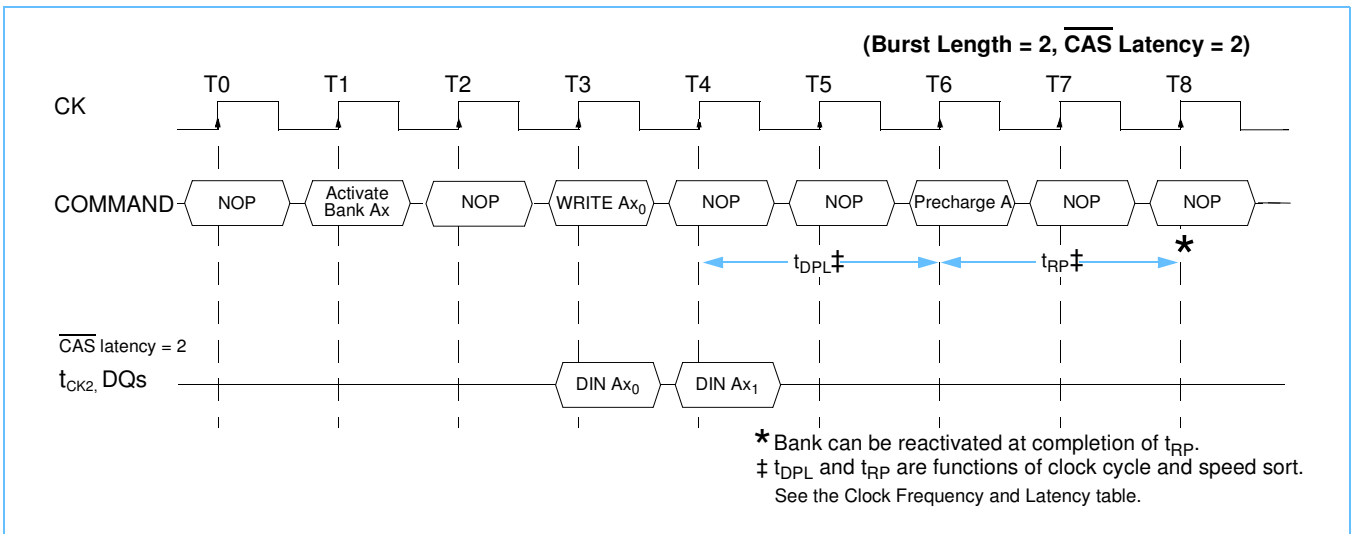 (Burst Length = 2, CAS Latency = 2)
T0 T1 T2 T3 T4 T5 T6 T7 T8
CK
COMMAND NOP Activate Bank Ax NOP WRITE Ax0 NOP NOP Precharge A NOP NOP
*
tDPL‡ tRP‡
CAS latency = 2
tCK2, DQs DIN Ax0 DIN Ax1
* Bank can be reactivated at completion of tRP.
‡ tDPL and tRP are functions of clock cycle and speed sort.
See the Clock Frequency and Latency table.